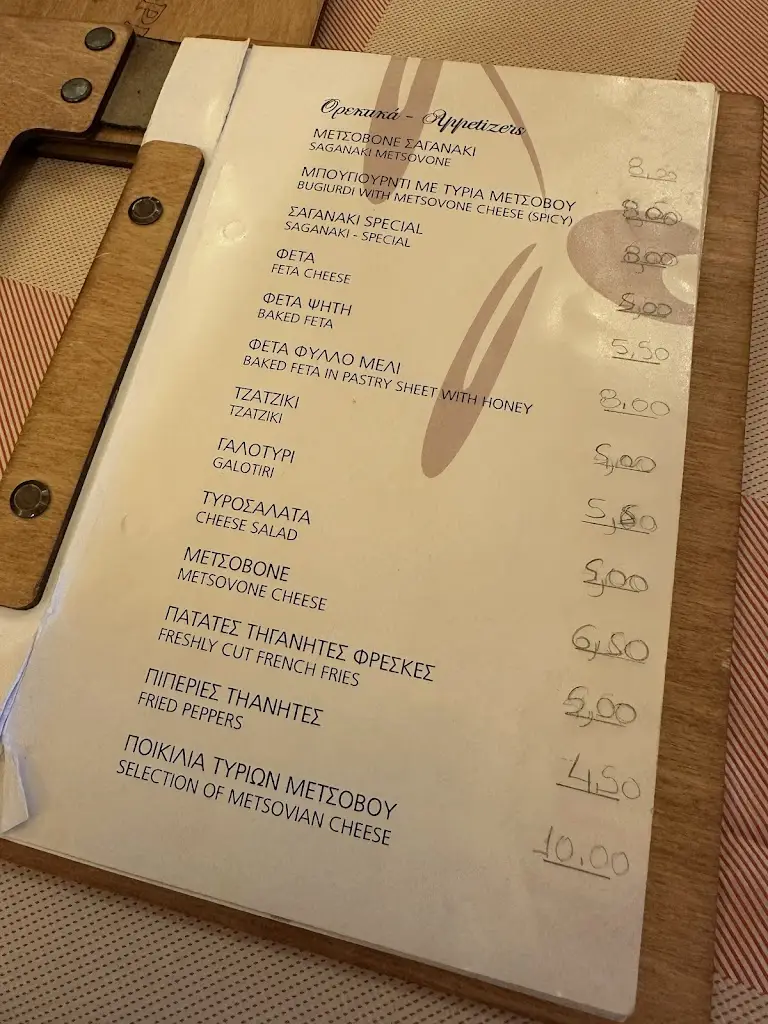 Ορεκτικά - Appetizers
ΜΕΤΣΟΒΟΝΕ ΣΑΓΑΝΑΚΙ
SAGANAKI METSOVONE
ΜΠΟΥΓΙΟΥΡΝΤΙ ΜΕ ΤΥΡΙΑ ΜΕΤΣΟΒΟΥ
BUGIURDI WITH METSOVONE CHEESE (SPICY) 8,00
ΣΑΓΑΝΑΚΙ SPECIAL
SAGANAKI - SPECIAL 8,00
ΦΕΤΑ
FETA CHEESE 5,00
ΦΕΤΑ ΨΗΤΗ
BAKED FETA 5,50
ΦΕΤΑ ΦΥΛΛΟ ΜΕΛΙ
BAKED FETA IN PASTRY SHEET WITH HONEY 8,00
ΤΖΑΤΖΙΚΙ
TZATZIKI 5,00
ΓΑΛΟΤΥΡΙ
GALOTIRI
ΤΥΡΟΣΑΛΑΤΑ
CHEESE SALAD 5,00
ΜΕΤΣΟΒΟΝΕ
METSOVONE CHEESE 6,50
ΠΑΤΑΤΕΣ ΤΗΓΑΝΗΤΕΣ ΦΡΕΣΚΕΣ
FRESHLY CUT FRENCH FRIES 5,00
ΠΙΠΕΡΙΕΣ ΤΗΑΝΗΤΕΣ
FRIED PEPPERS 4,50
ΠΟΙΚΙΛΙΑ ΤΥΡΙΩΝ ΜΕΤΣΟΒΟΥ
SELECTION OF METSOVIAN CHEESE 10.00